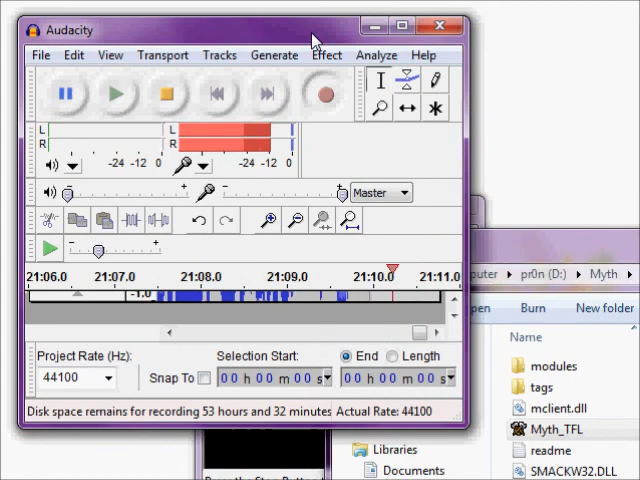 Audacity
File Edit View Transport Tracks Generate Effect Analyze Help
L
R
-24 -12 0
L
R
-24 -12 0
- + - + Master
- +
21:06.0 21:07.0 21:08.0 21:09.0 21:10.0 21:11.0
-1.0
Project Rate (Hz): Selection Start: End Length
44100 Snap To 00 h 00 m 00 s 00 h 00 m 00 s
Disk space remains for recording 53 hours and 32 minutes Actual Rate: 44100
puter pr0n (D:) Myth
pen Burn New folder
Name
modules
tags
mclient.dll
Myth_TFL
readme
SMACKW32.DLL
Libraries
Documents